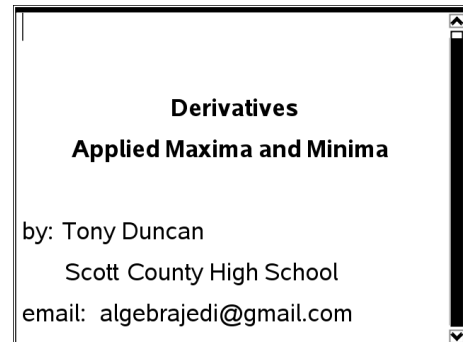 Derivatives
Applied Maxima and Minima
by: Tony Duncan
Scott County High School
email: algebrajedi@gmail.com